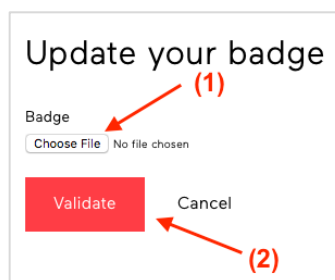 Update your badge
(1)
Badge
Choose File No file chosen
Validate Cancel
(2)